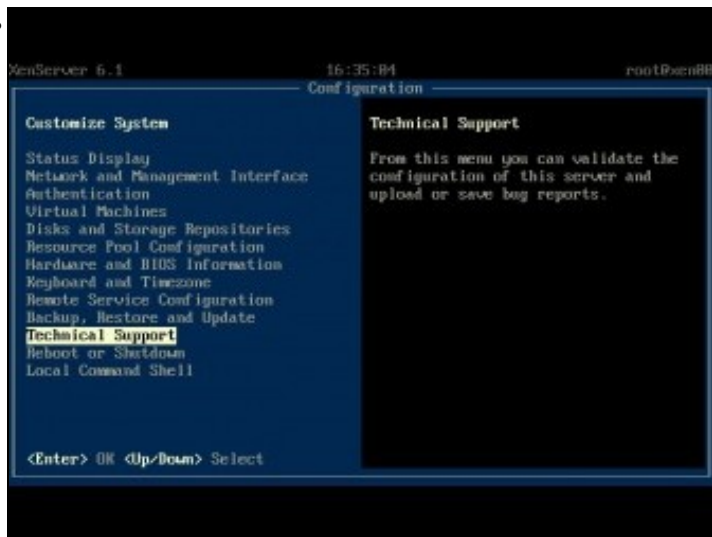 XenServer 6.1 16:35:04 root@xen00
Configuration
Customize System
Status Display
Network and Management Interface
Authentication
Virtual Machines
Disks and Storage Repositories
Resource Pool Configuration
Hardware and BIOS Information
Keyboard and Timezone
Remote Service Configuration
Backup, Restore and Update
Technical Support
Reboot or Shutdown
Local Command Shell
<Enter> OK <Up/Down> Select
Technical Support
From this menu you can validate the
configuration of this server and
upload or save bug reports.